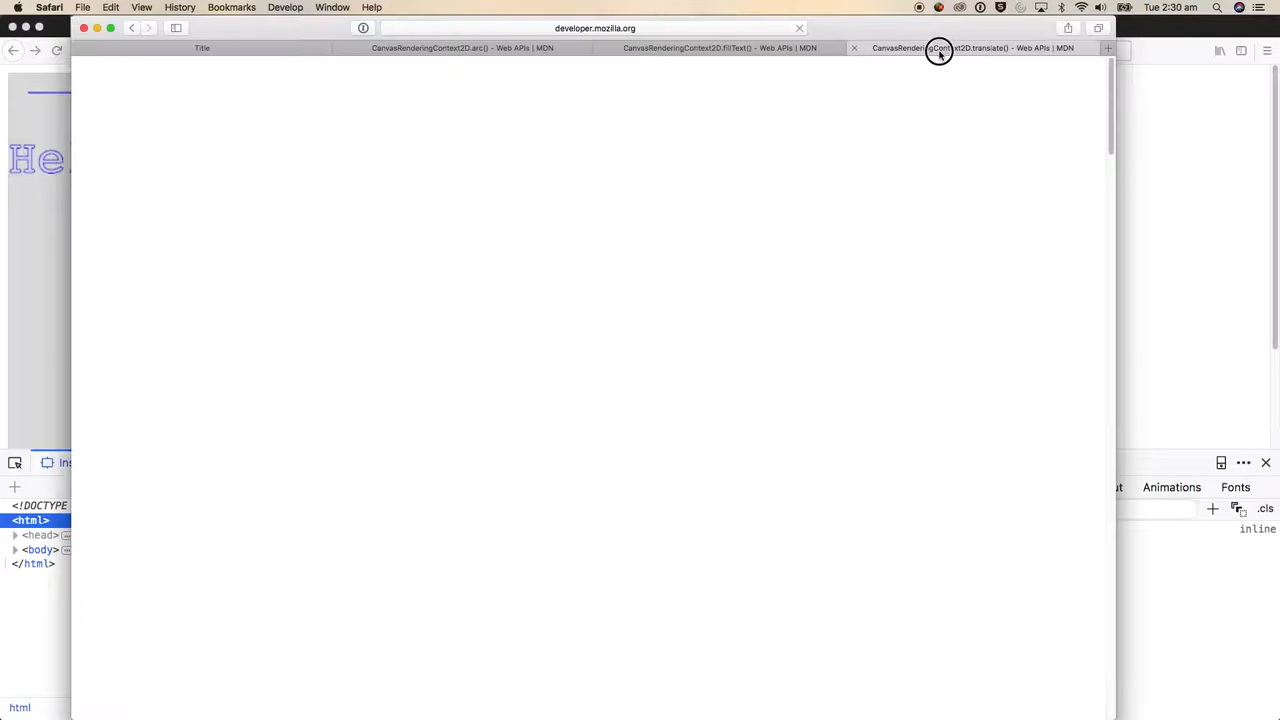 Safari File Edit View History Bookmarks Develop Window Help Tue 2:30 am
developer.mozilla.org
Title CanvasRenderingContext2D.arc() - Web APIs | MDN CanvasRenderingContext2D.fillText() - Web APIs | MDN CanvasRenderingContext2D.translate() - Web APIs | MDN
Hel
Ins
Animations Fonts
<!DOCTYPE
<html> .cls
inline
<head>
<body>
</html>
html